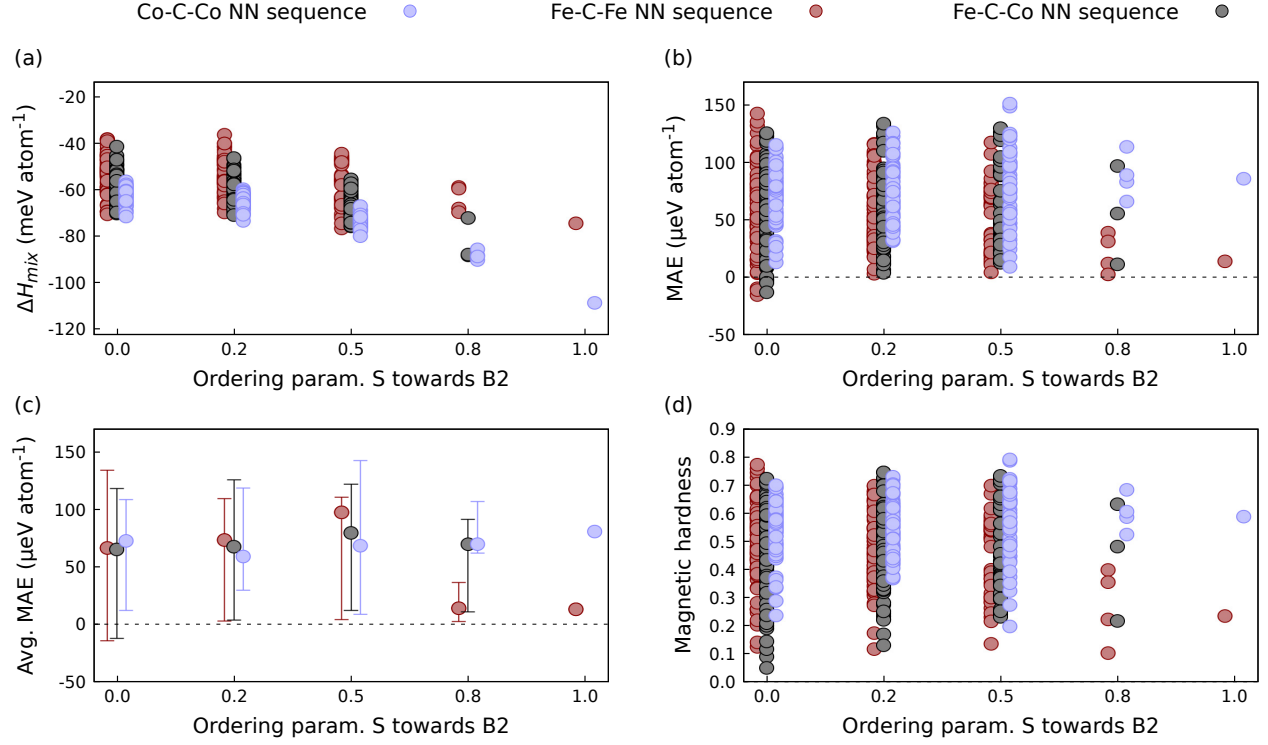 Co-C-Co NN sequence Fe-C-Fe NN sequence Fe-C-Co NN sequence
(a)
ΔHmix (meV atom-1)
-20
-40
-60
-80
-100
-120
0.0 0.2 0.5 0.8 1.0
Ordering param. S towards B2
(b)
MAE (μeV atom-1)
150
100
50
0
-50
0.0 0.2 0.5 0.8 1.0
Ordering param. S towards B2
(c)
Avg. MAE (μeV atom-1)
150
100
50
0
-50
0.0 0.2 0.5 0.8 1.0
Ordering param. S towards B2
(d)
Magnetic hardness
0.9
0.8
0.7
0.6
0.5
0.4
0.3
0.2
0.1
0.0
0.0 0.2 0.5 0.8 1.0
Ordering param. S towards B2